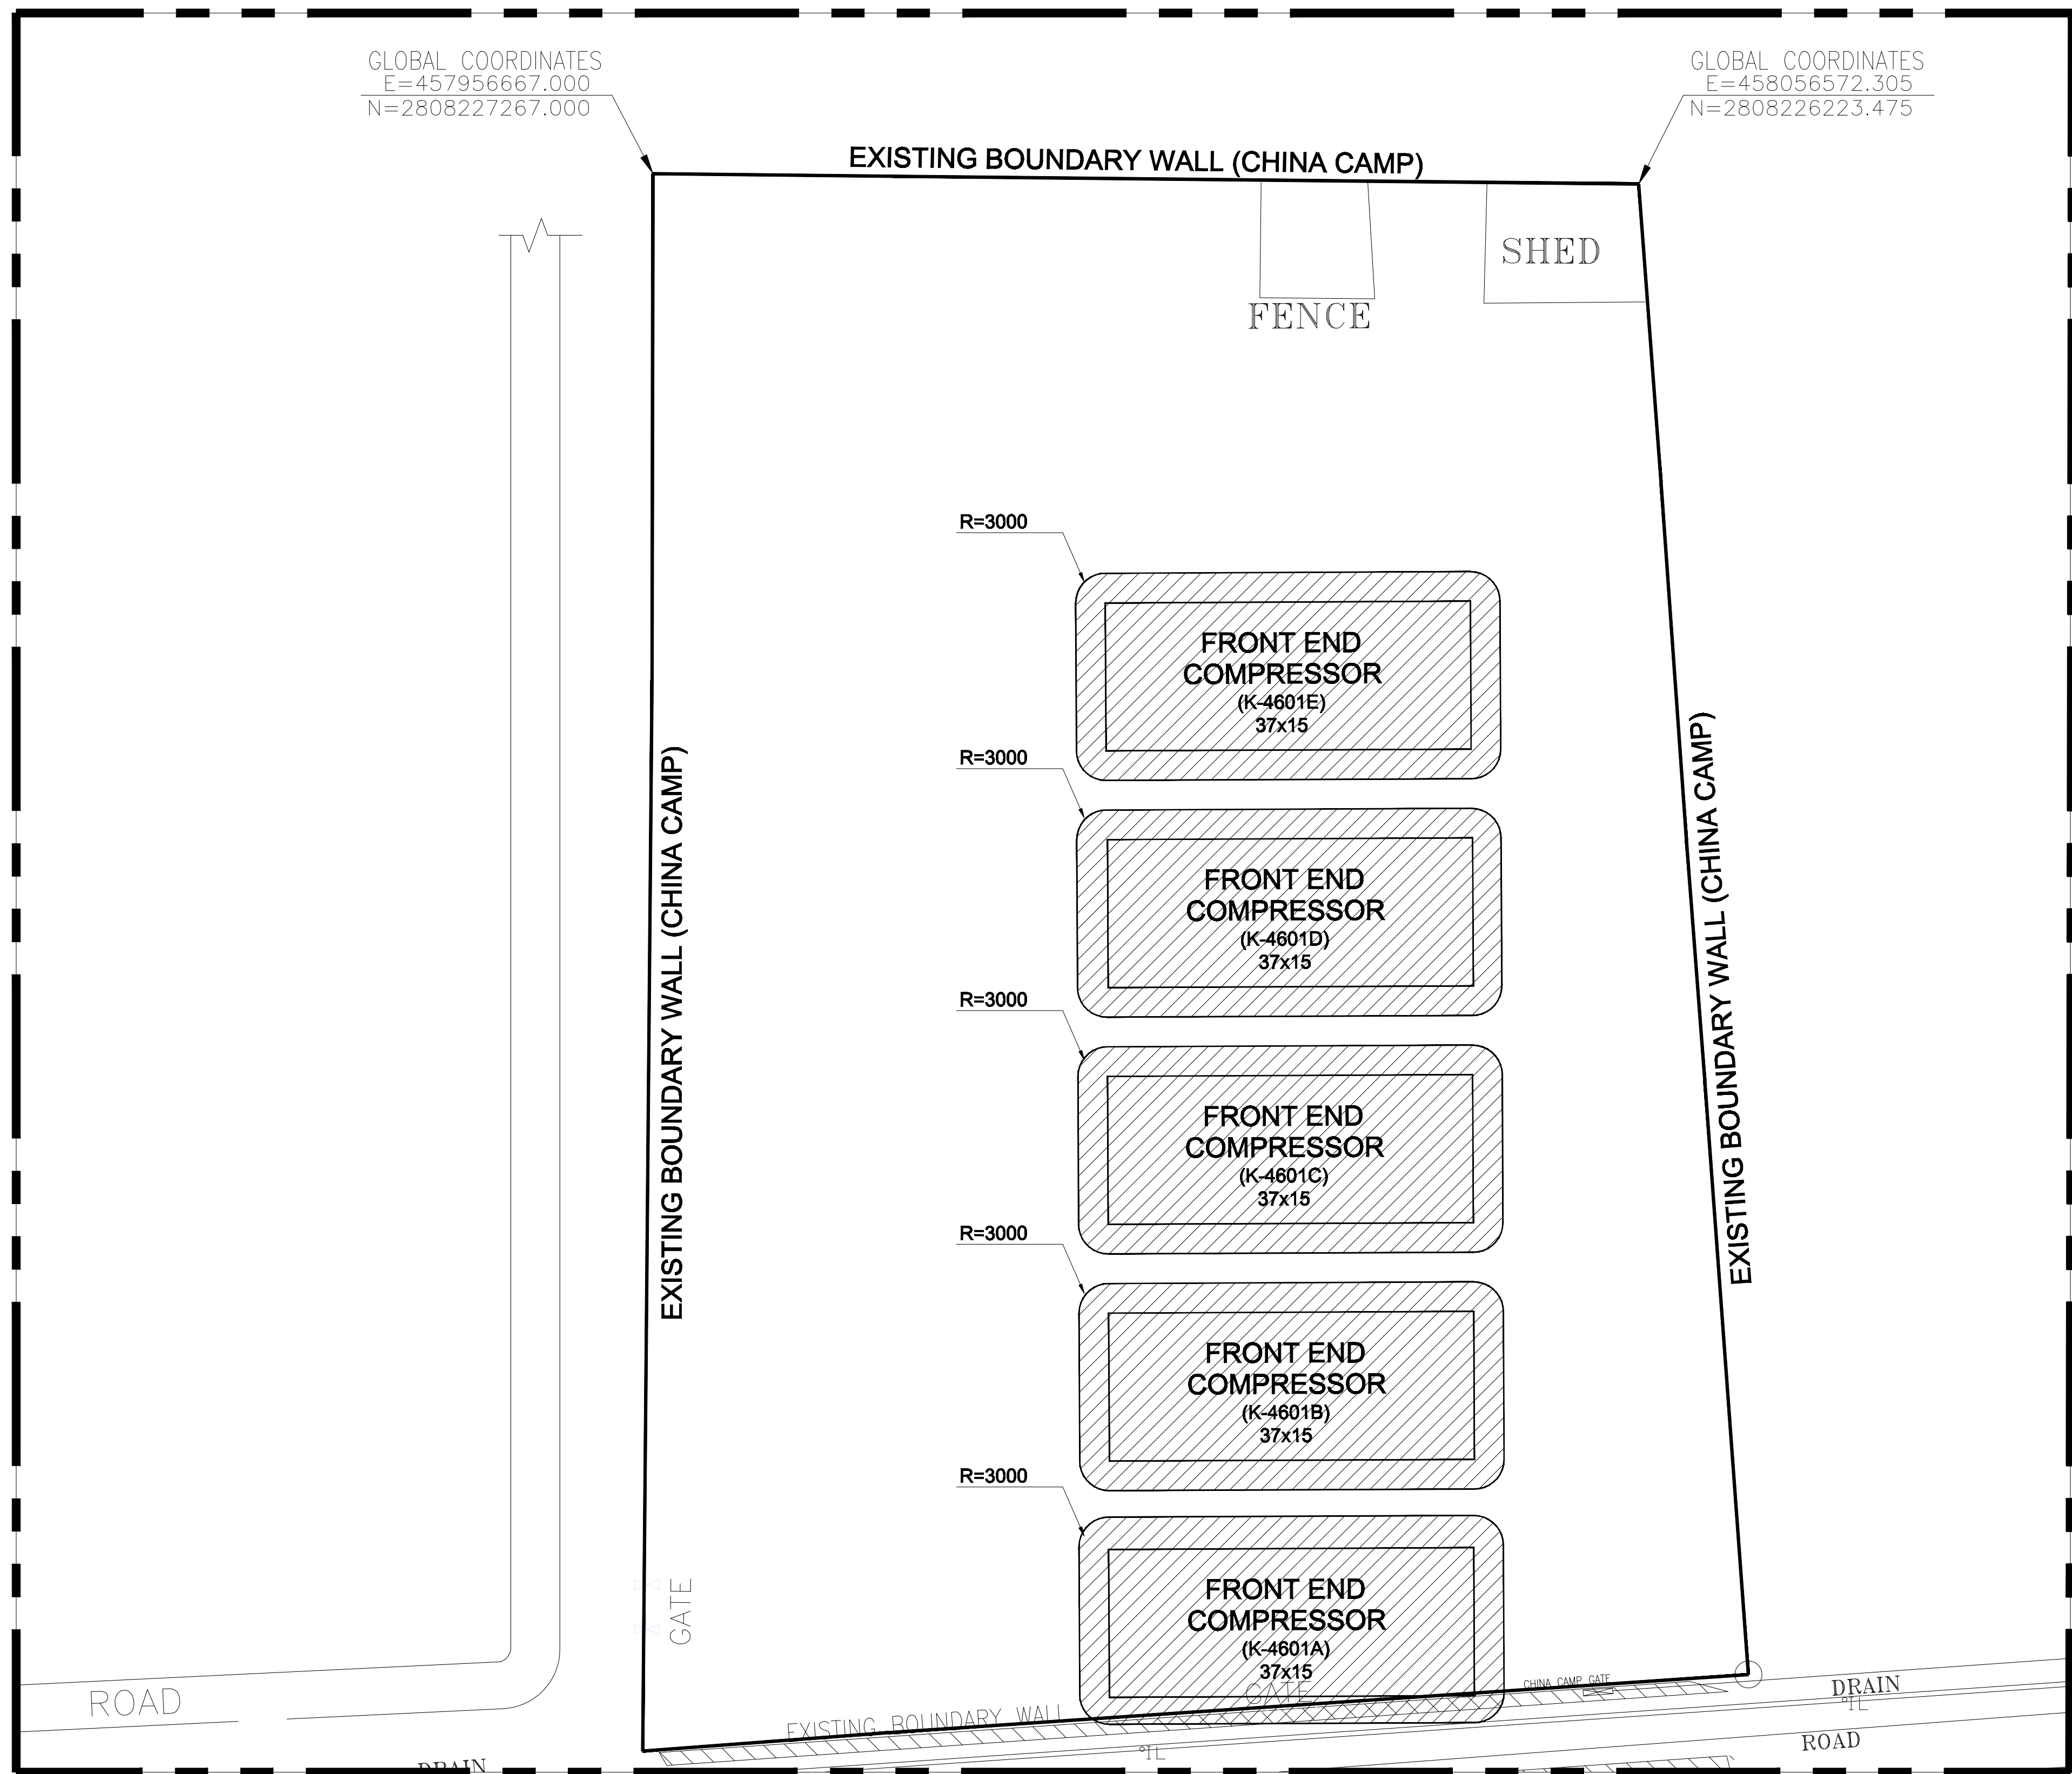 GLOBAL COORDINATES
E=457956667.000
N=2808227267.000
GLOBAL COORDINATES
E=458056572.305
N=2808226223.475
EXISTING BOUNDARY WALL (CHINA CAMP)
SHED
FENCE
R=3000
FRONT END
COMPRESSOR
(K-4601E)
37x15
EXISTING BOUNDARY WALL (CHINA CAMP)
EXISTING BOUNDARY WALL (CHINA CAMP)
R=3000
FRONT END
COMPRESSOR
(K-4601D)
37x15
R=3000
FRONT END
COMPRESSOR
(K-4601C)
37x15
R=3000
FRONT END
COMPRESSOR
(K-4601B)
37x15
R=3000
FRONT END
COMPRESSOR
(K-4601A)
37x15
GATE
GATE
CHINA CAMP GATE
ROAD
EXISTING BOUNDARY WALL
DRAIN
IL
ROAD
IL
DRAIN